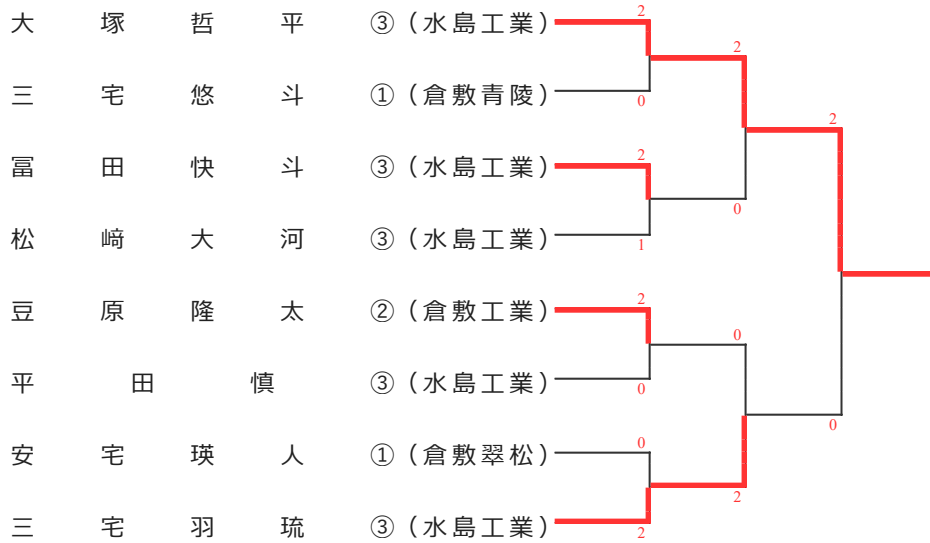 大塚哲平 ③（水島工業） 2
2
三宅悠斗 ①（倉敷青陵） 0
2
冨田快斗 ③（水島工業） 2
0
松﨑大河 ③（水島工業） 1
豆原隆太 ②（倉敷工業） 2
0
平田慎 ③（水島工業） 0
0
安宅瑛人 ①（倉敷翠松） 0
2
三宅羽琉 ③（水島工業） 2